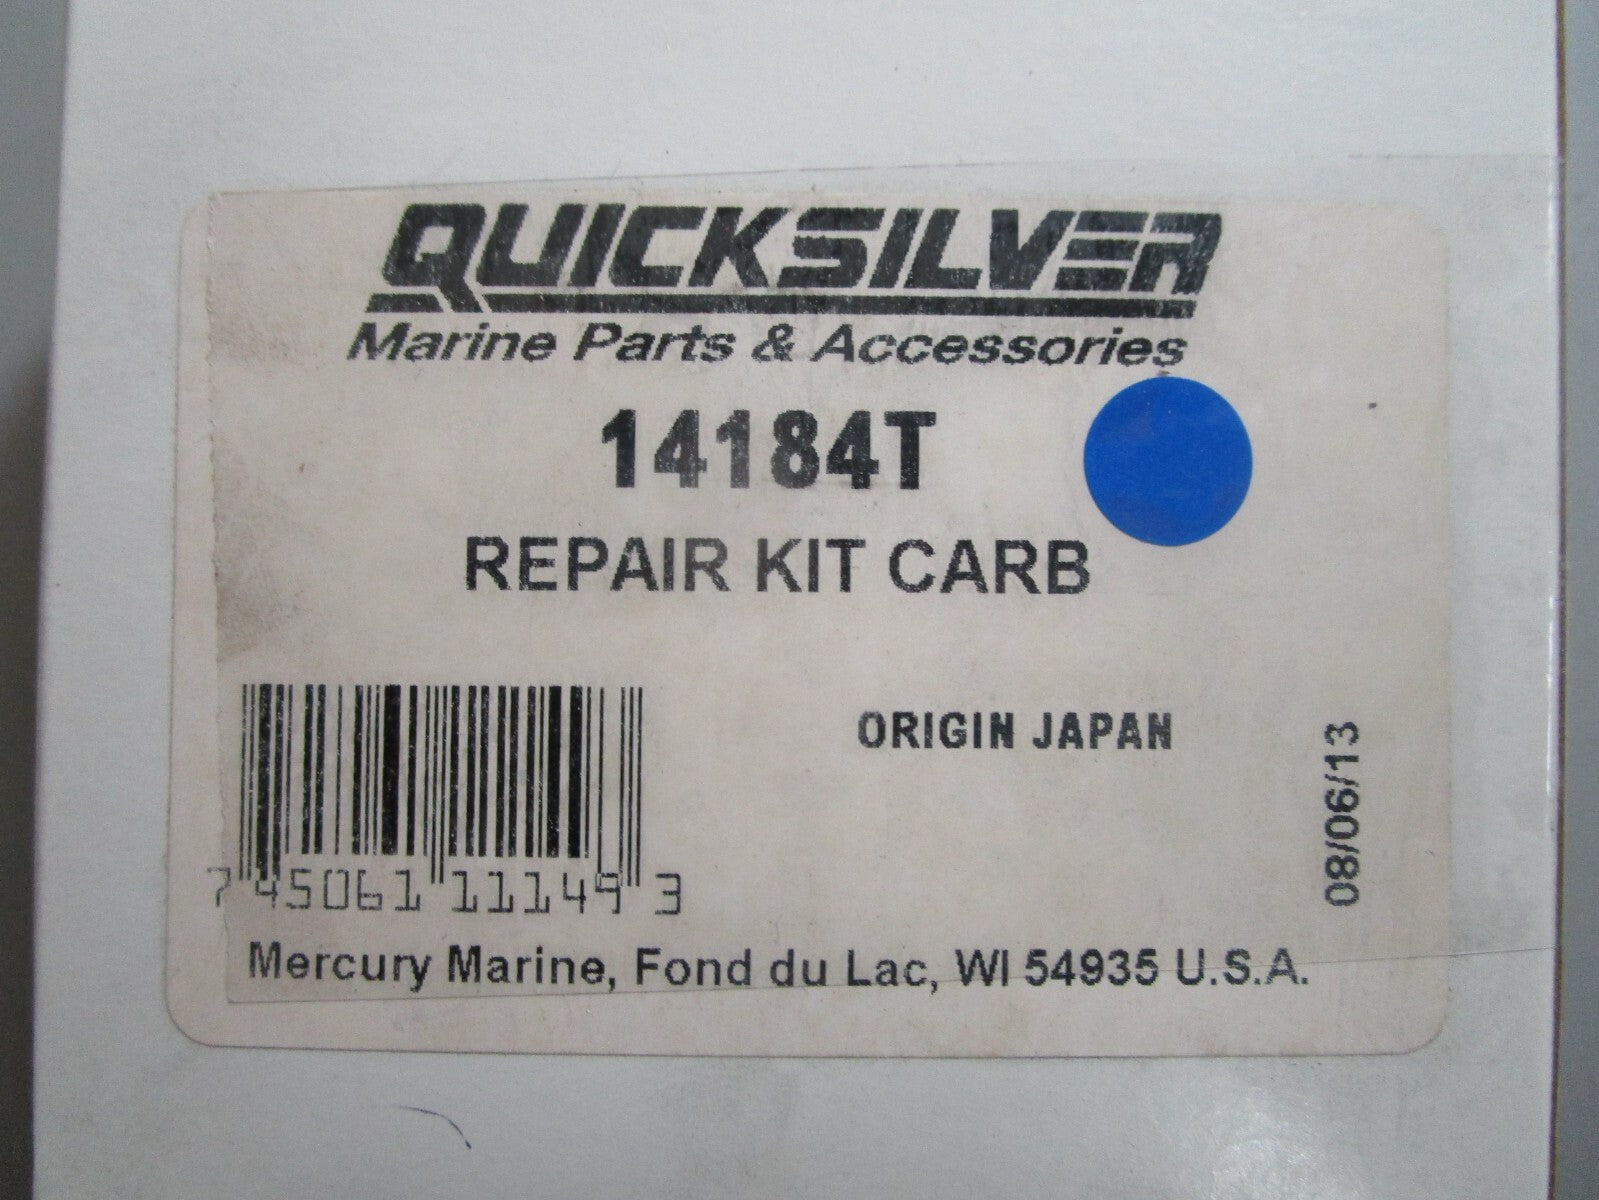 QUICKSILVER
Marine Parts & Accessories
14184T
REPAIR KIT CARB
ORIGIN JAPAN
08/06/13
7 45061 11149 3
Mercury Marine, Fond du Lac, WI 54935 U.S.A.